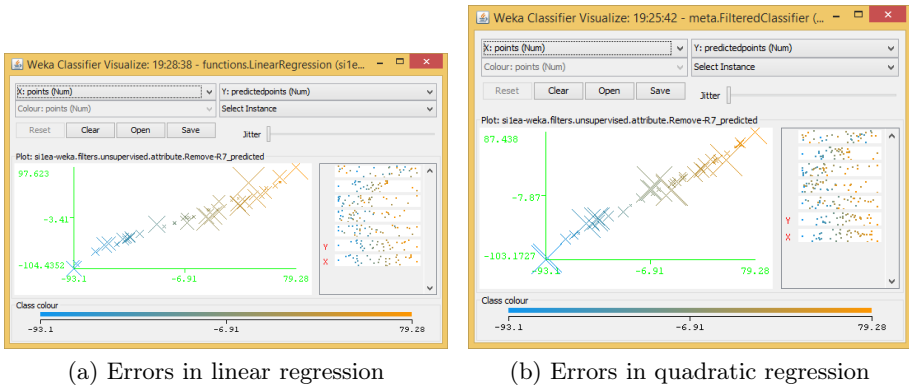 Weka Classifier Visualize: 19:28:38 - functions.LinearRegression (si1e...
X: points (Num)
Y: predictedpoints (Num)
Colour: points (Num)
Select Instance
Reset
Clear
Open
Save
Jitter
Plot: si1ea-weka.filters.unsupervised.attribute.Remove-R7_predicted
97.623
-3.41
-104.4352
-93.1
-6.91
79.28
Y
X
Class colour
-93.1
-6.91
79.28
(a) Errors in linear regression
Weka Classifier Visualize: 19:25:42 - meta.FilteredClassifier (...
X: points (Num)
Y: predictedpoints (Num)
Colour: points (Num)
Select Instance
Reset
Clear
Open
Save
Jitter
Plot: si1ea-weka.filters.unsupervised.attribute.Remove-R7_predicted
87.438
-7.87
-103.1727
-93.1
-6.91
79.28
Y
X
Class colour
-93.1
-6.91
79.28
(b) Errors in quadratic regression